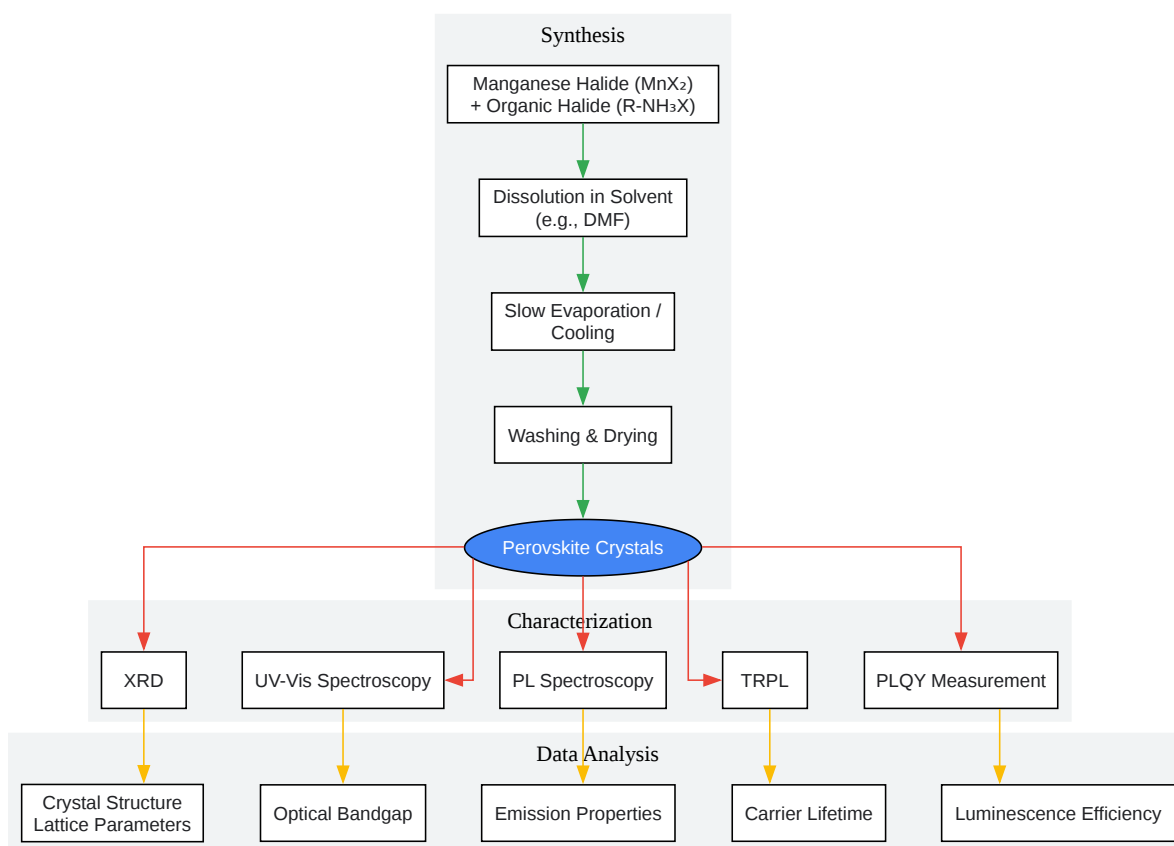 Synthesis
Manganese Halide (MnX₂)
+ Organic Halide (R-NH₃X)
Dissolution in Solvent
(e.g., DMF)
Slow Evaporation /
Cooling
Washing & Drying
Perovskite Crystals
Characterization
XRD
UV-Vis Spectroscopy
PL Spectroscopy
TRPL
PLQY Measurement
Data Analysis
Crystal Structure
Lattice Parameters
Optical Bandgap
Emission Properties
Carrier Lifetime
Luminescence Efficiency